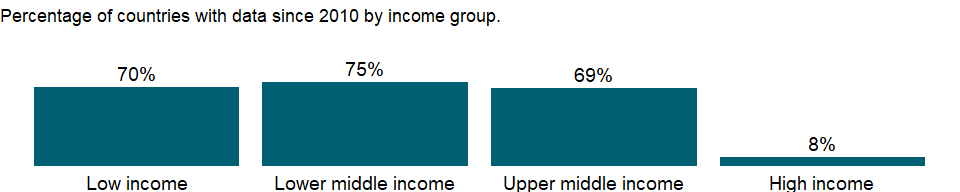 Percentage of countries with data since 2010 by income group.
70%
75%
69%
8%
Low income
Lower middle income
Upper middle income
High income